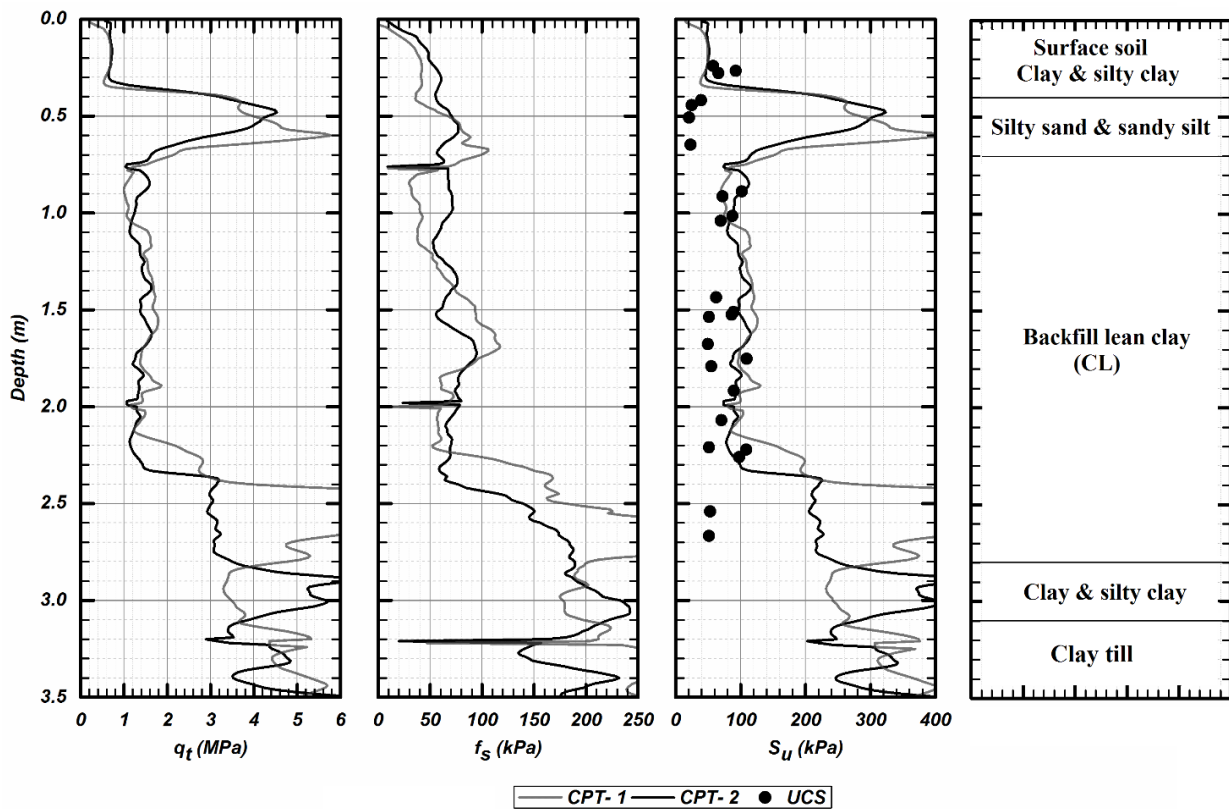 0.0
0.5
1.0
1.5
2.0
2.5
3.0
3.5
Depth (m)
0 1 2 3 4 5 6
qt (MPa)
0 50 100 150 200 250
fs (kPa)
0 100 200 300 400
Su (kPa)
Surface soil
Clay & silty clay
Silty sand & sandy silt
Backfill lean clay
(CL)
Clay & silty clay
Clay till
CPT- 1 CPT- 2 UCS